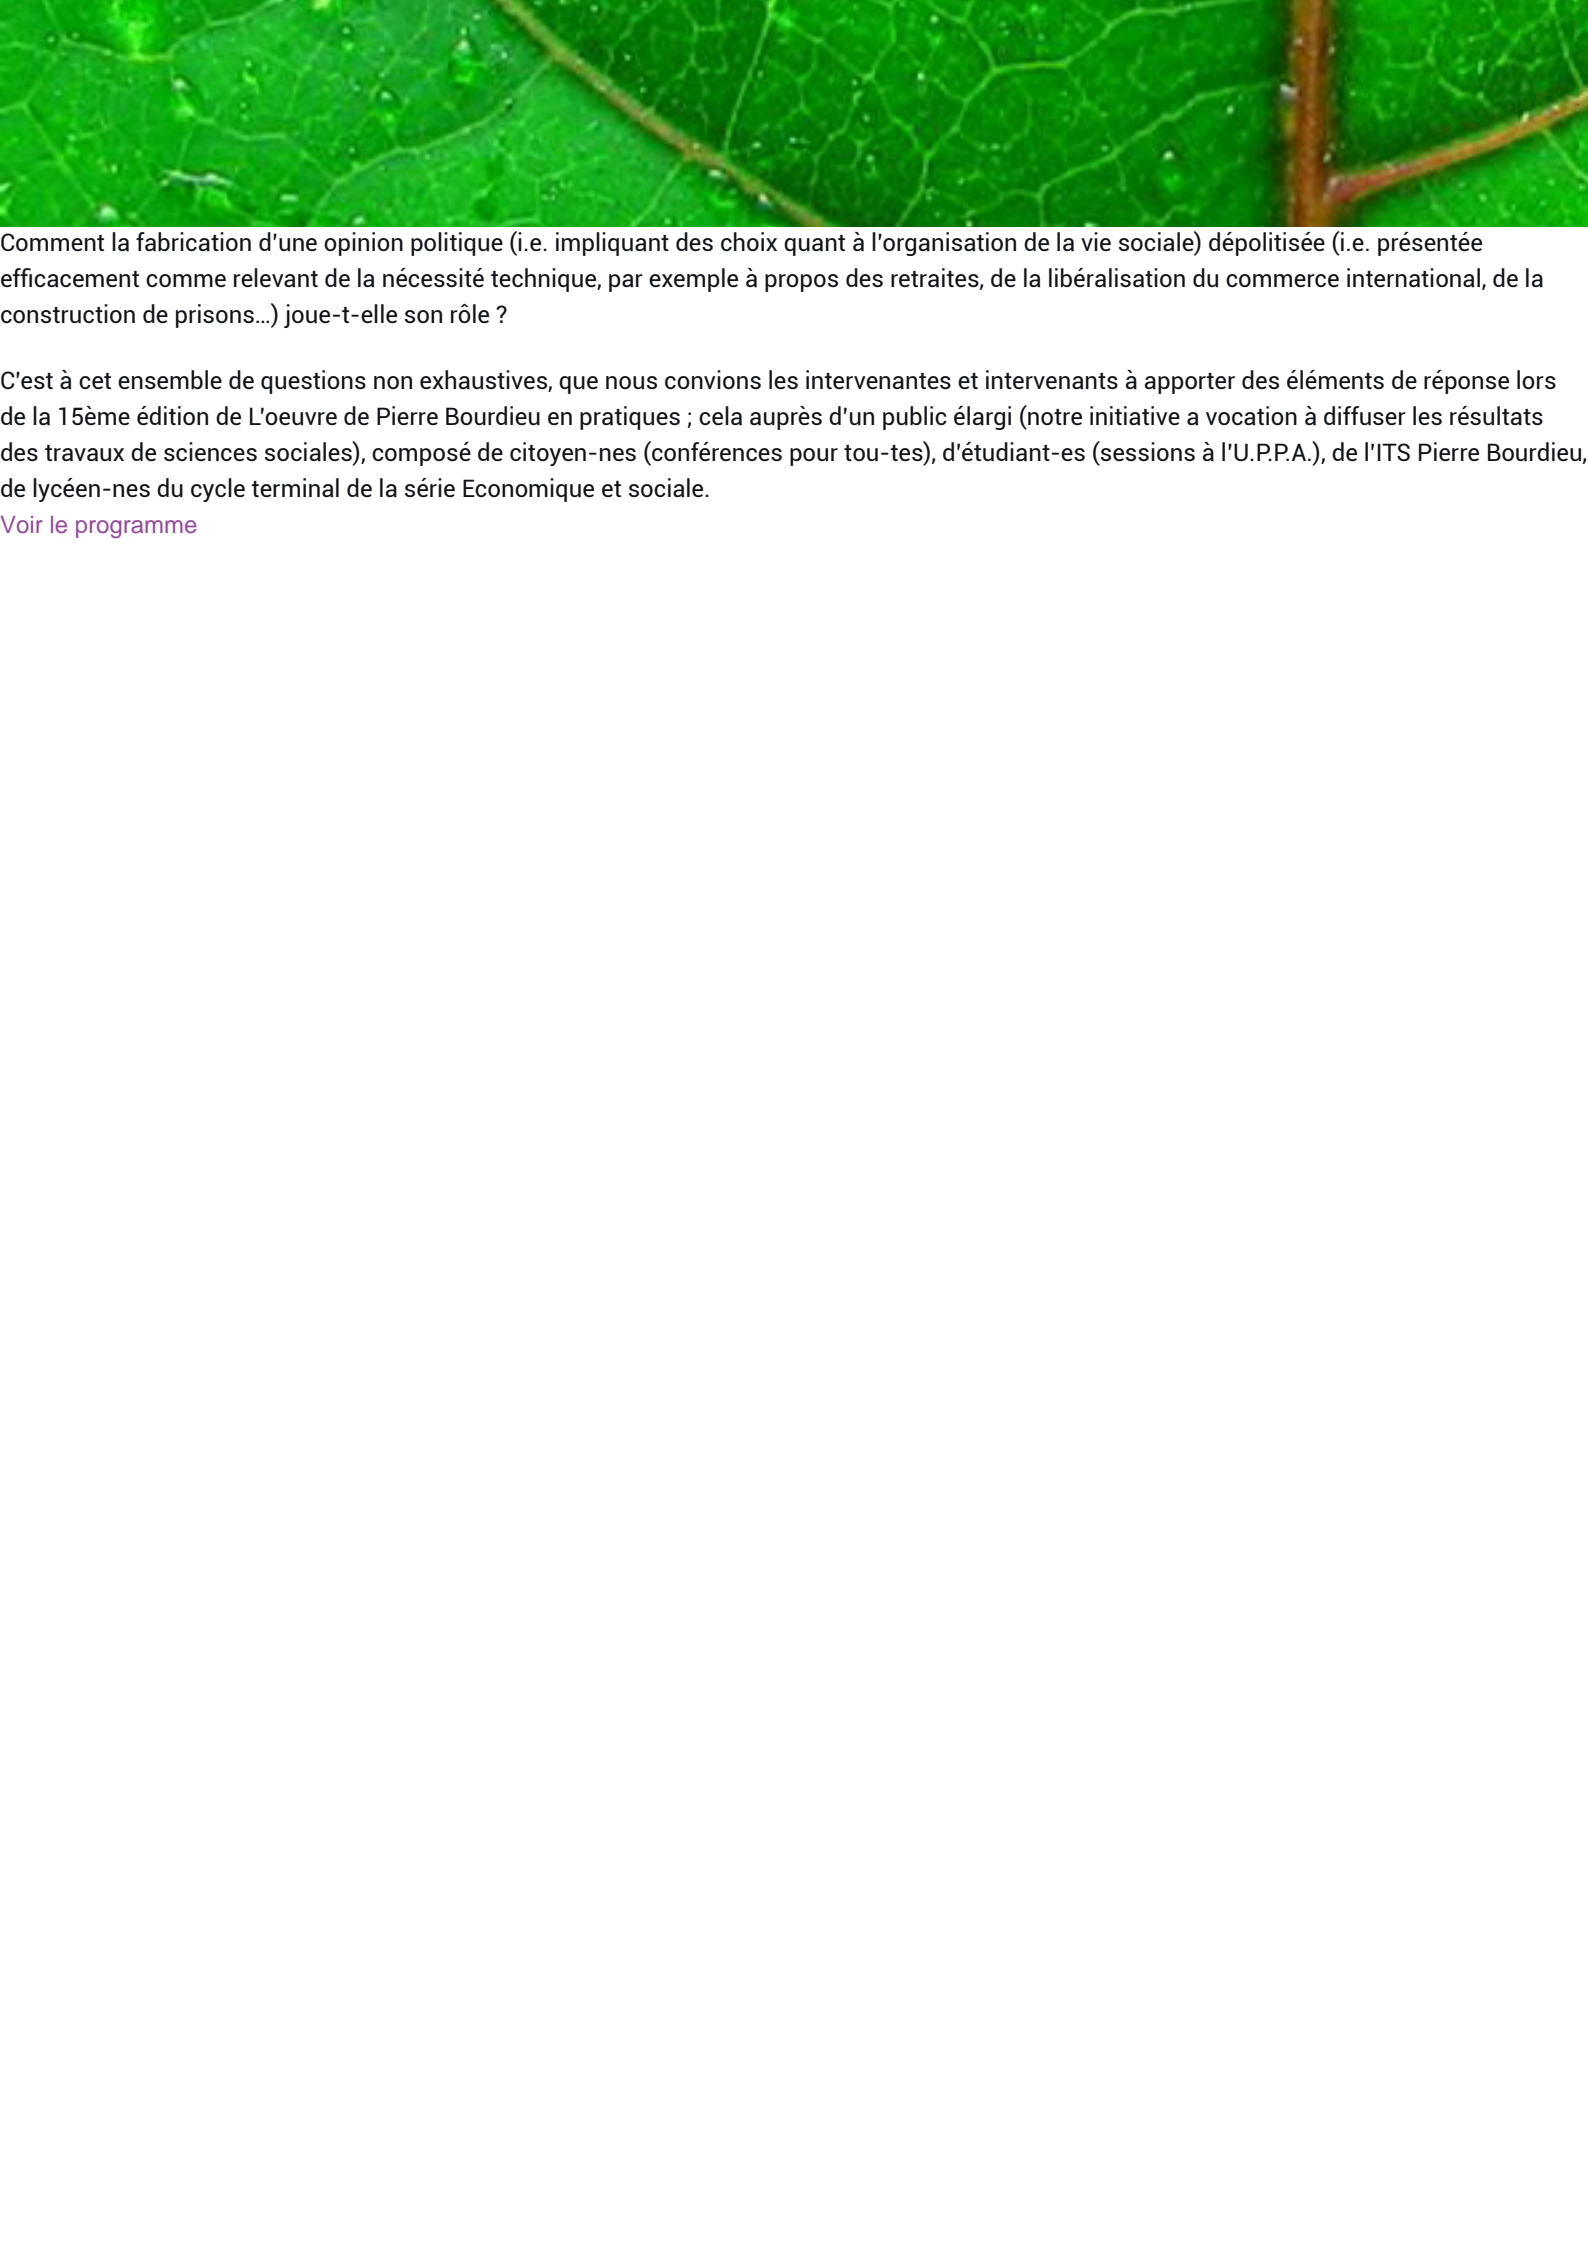 Comment la fabrication d'une opinion politique (i.e. impliquant des choix quant à l'organisation de la vie sociale) dépolitisée (i.e. présentée
efficacement comme relevant de la nécessité technique, par exemple à propos des retraites, de la libéralisation du commerce international, de la
construction de prisons...) joue-t-elle son rôle ?
C'est à cet ensemble de questions non exhaustives, que nous convions les intervenantes et intervenants à apporter des éléments de réponse lors
de la 15ème édition de L'oeuvre de Pierre Bourdieu en pratiques ; cela auprès d'un public élargi (notre initiative a vocation à diffuser les résultats
des travaux de sciences sociales), composé de citoyen-nes (conférences pour tou-tes), d'étudiant-es (sessions à l'U.P.P.A.), de l'ITS Pierre Bourdieu,
de lycéen-nes du cycle terminal de la série Economique et sociale.
Voir le programme